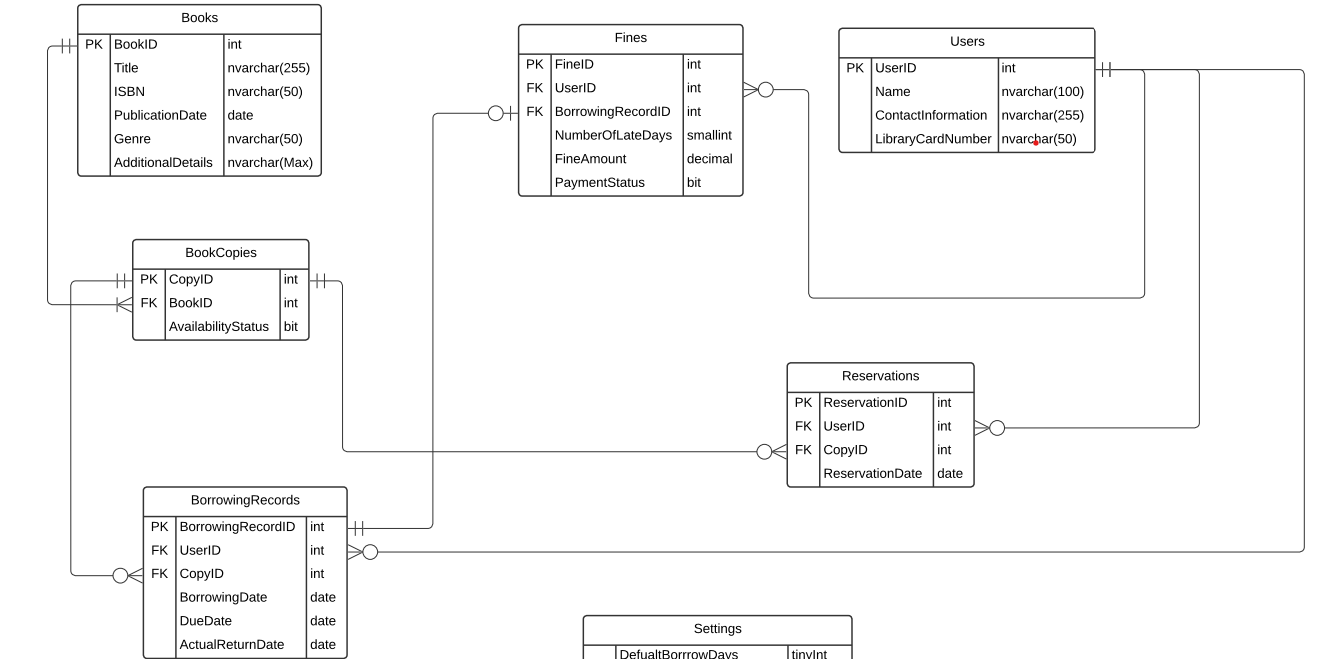 Books
PK BookID int
Title nvarchar(255)
ISBN nvarchar(50)
PublicationDate date
Genre nvarchar(50)
AdditionalDetails nvarchar(Max)
Fines
PK FineID int
FK UserID int
FK BorrowingRecordID int
NumberOfLateDays smallint
FineAmount decimal
PaymentStatus bit
Users
PK UserID int
Name nvarchar(100)
ContactInformation nvarchar(255)
LibraryCardNumber nvarchar(50)
BookCopies
PK CopyID int
FK BookID int
AvailabilityStatus bit
Reservations
PK ReservationID int
FK UserID int
FK CopyID int
ReservationDate date
BorrowingRecords
PK BorrowingRecordID int
FK UserID int
FK CopyID int
BorrowingDate date
DueDate date
ActualReturnDate date
Settings
DefualtBorrrowDays tinyInt